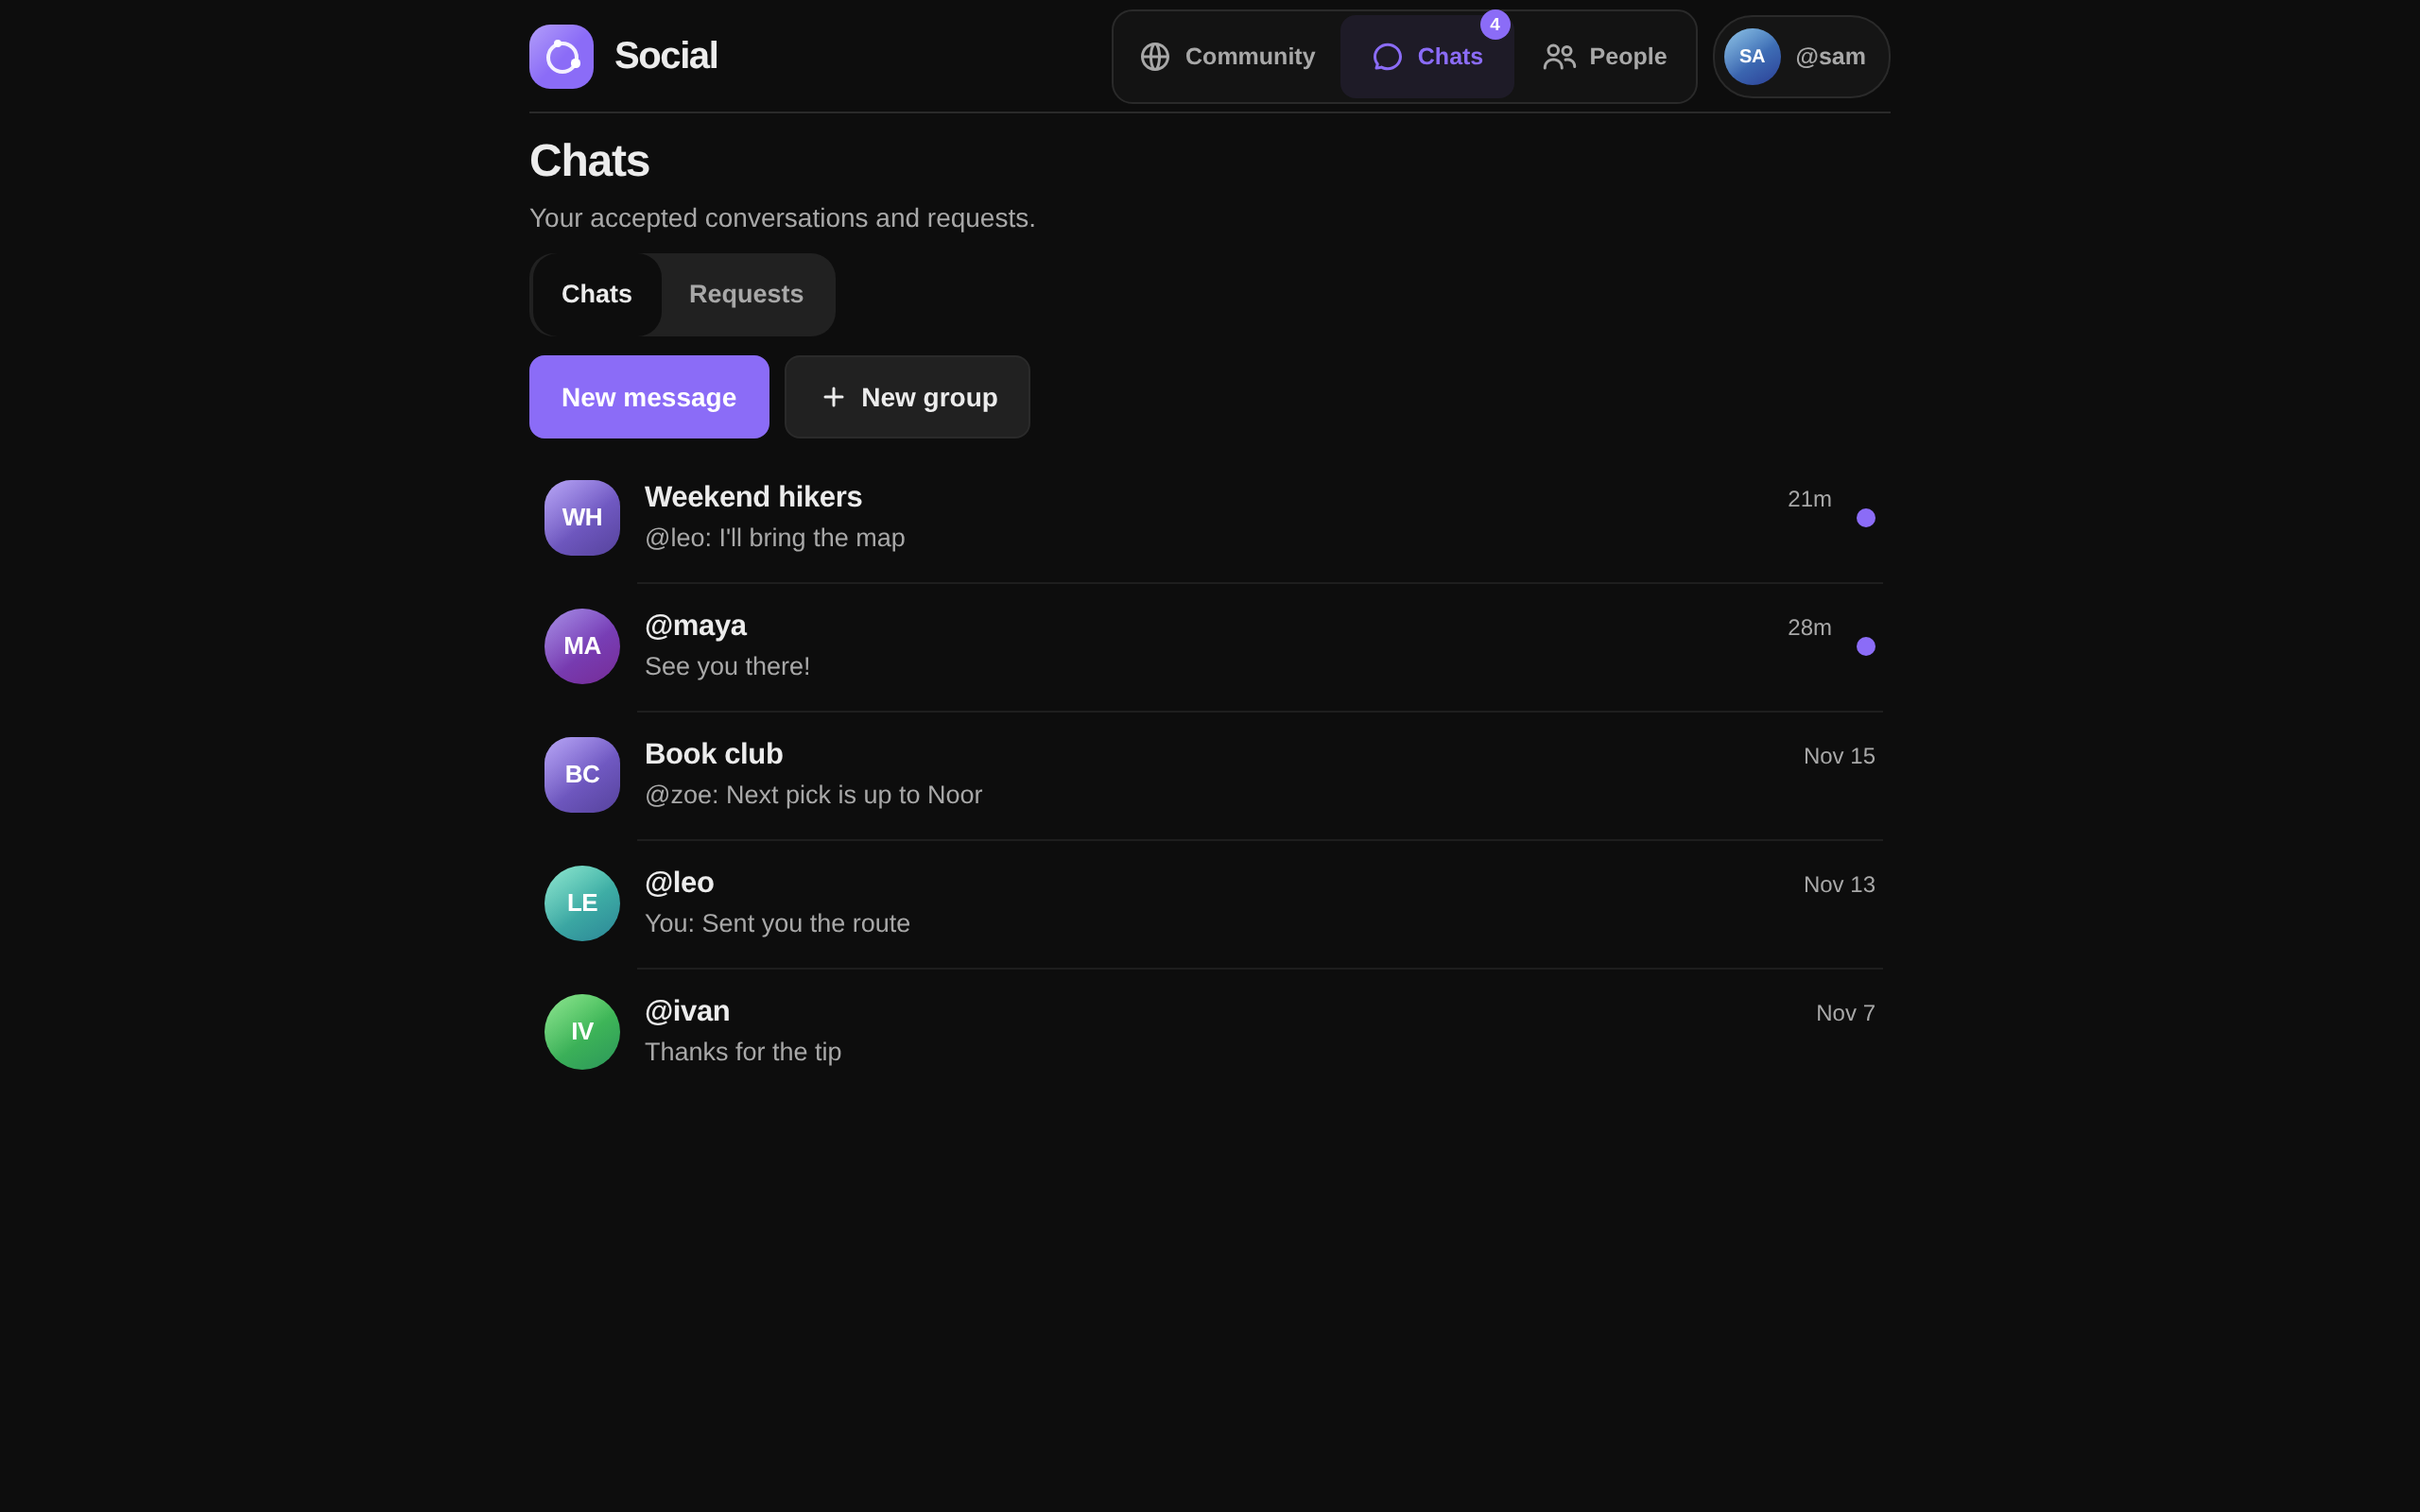 Social
Community
Chats
4
People
SA
@sam
Chats
Your accepted conversations and requests.
Chats
Requests
New message
New group
WH
Weekend hikers
21m
@leo: I'll bring the map
MA
@maya
28m
See you there!
BC
Book club
Nov 15
@zoe: Next pick is up to Noor
LE
@leo
Nov 13
You: Sent you the route
IV
@ivan
Nov 7
Thanks for the tip